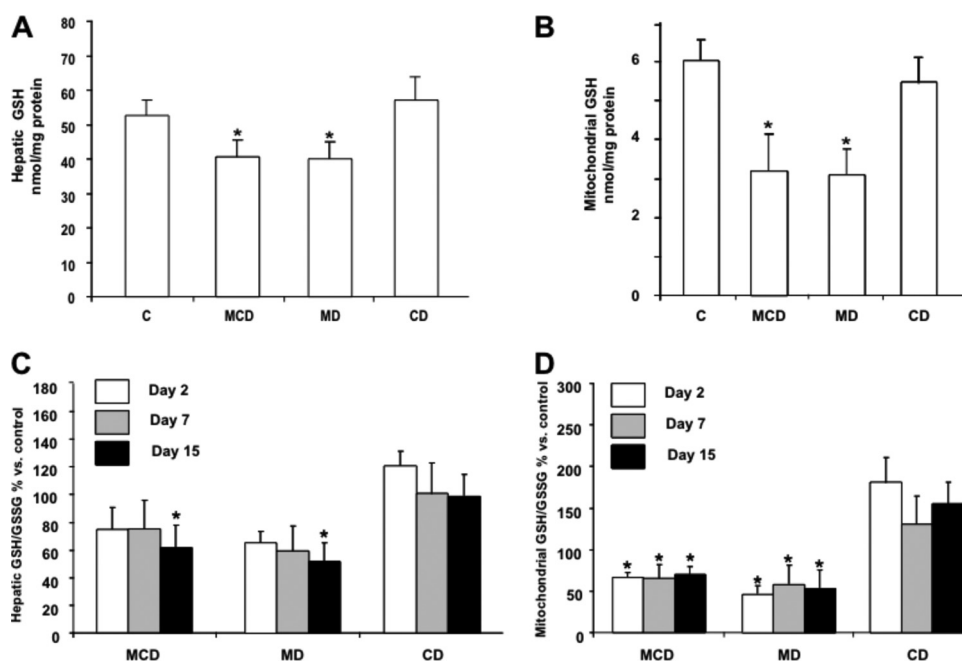 A
Hepatic GSH
nmol/mg protein
80
70
60
50
40
30
20
10
0
*
*
C MCD MD CD
B
Mitochondrial GSH
nmol/mg protein
6
4
2
0
*
*
C MCD MD CD
C
Hepatic GSH/GSSG % vs. control
180
160
140
120
100
80
60
40
20
0
Day 2
Day 7
Day 15
*
*
MCD MD CD
D
Mitochondrial GSH/GSSG % vs. control
300
250
200
150
100
50
0
Day 2
Day 7
Day 15
* * *
* * *
MCD MD CD